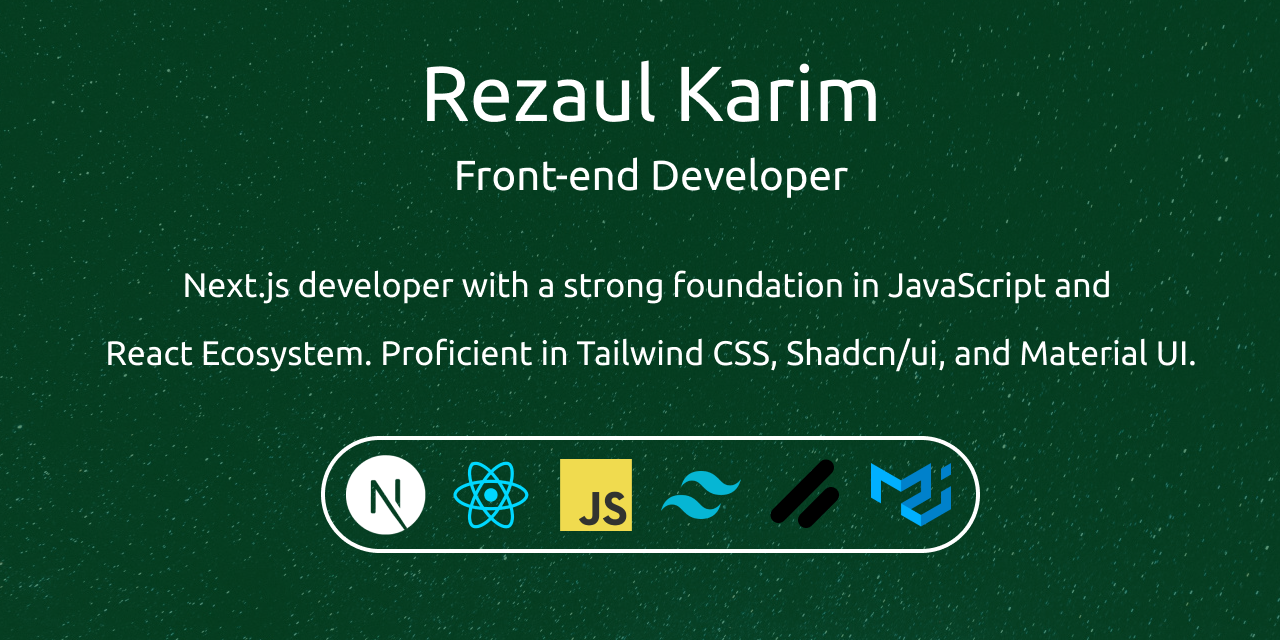 Rezaul Karim
Front-end Developer
Next.js developer with a strong foundation in JavaScript and
React Ecosystem. Proficient in Tailwind CSS, Shadcn/ui, and Material UI.
N JS